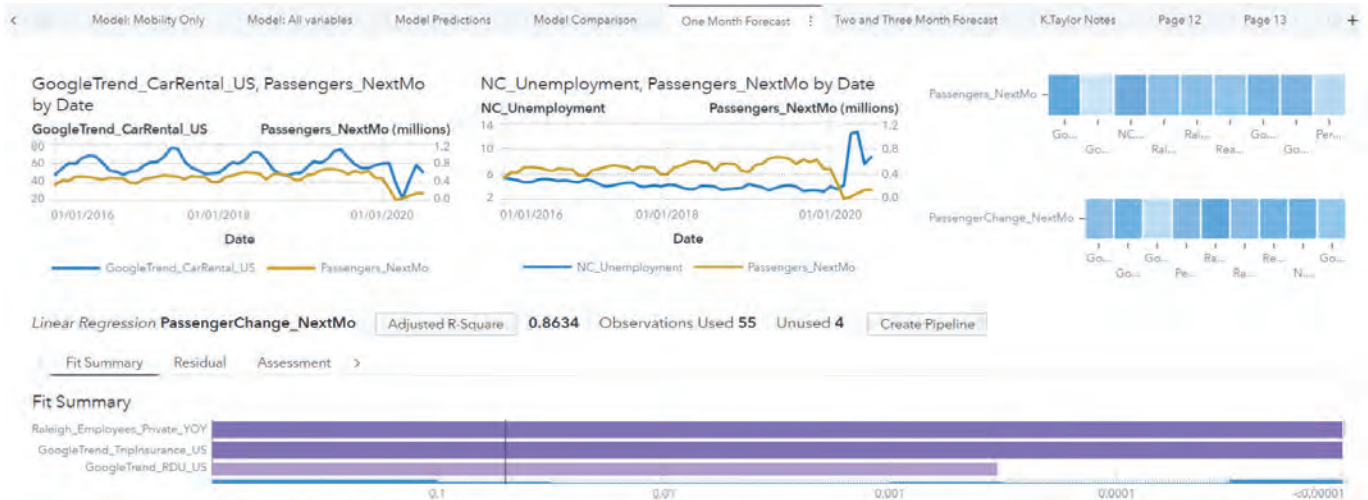 Model: Mobility Only Model: All variables Model Predictions Model Comparison One Month Forecast Two and Three Month Forecast K.Taylor Notes Page 12 Page 13
GoogleTrend_CarRental_US, Passengers_NextMo
by Date
GoogleTrend_CarRental_US Passengers_NextMo (millions)
80 1.2
60 0.8
40 0.4
20 0.0
01/01/2016 01/01/2018 01/01/2020
Date
GoogleTrend_CarRental_US Passengers_NextMo
NC_Unemployment, Passengers_NextMo by Date
NC_Unemployment Passengers_NextMo (millions)
14 1.2
10 0.8
6 0.4
2 0.0
01/01/2016 01/01/2018 01/01/2020
Date
NC_Unemployment Passengers_NextMo
Passengers_NextMo
Go... NC... Ral... Go... Per...
Go... Ral... Rea... Go...
PassengerChange_NextMo
Go... Go... Ra... Re... Go...
Go... Pe... Ra... N...
Linear Regression PassengerChange_NextMo Adjusted R-Square 0.8634 Observations Used 55 Unused 4 Create Pipeline
Fit Summary Residual Assessment >
Fit Summary
Raleigh_Employees_Private_YOY
GoogleTrend_TripInsurance_US
GoogleTrend_RDU_US
0.1 0.01 0.001 0.0001 <0.00001